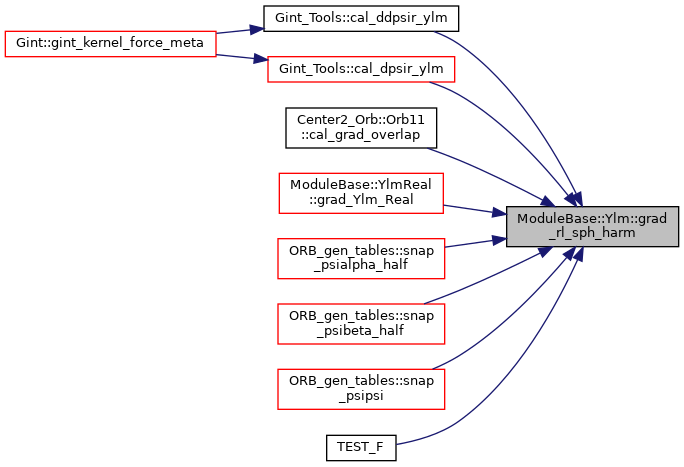 Gint_Tools::cal_ddpsir_ylm
Gint::gint_kernel_force_meta
Gint_Tools::cal_dpsir_ylm
Center2_Orb::Orb11
::cal_grad_overlap
ModuleBase::YlmReal
::grad_Ylm_Real
ModuleBase::Ylm::grad
_rl_sph_harm
ORB_gen_tables::snap
_psialpha_half
ORB_gen_tables::snap
_psibeta_half
ORB_gen_tables::snap
_psipsi
TEST_F